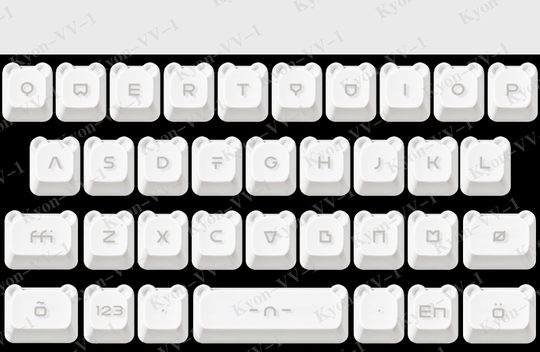 Q W E R T Y U I O P
A S D F G H J K L
Z X C V B N M Ø
Ö 123 , -∩- . En Ö
Kyon-VV-1